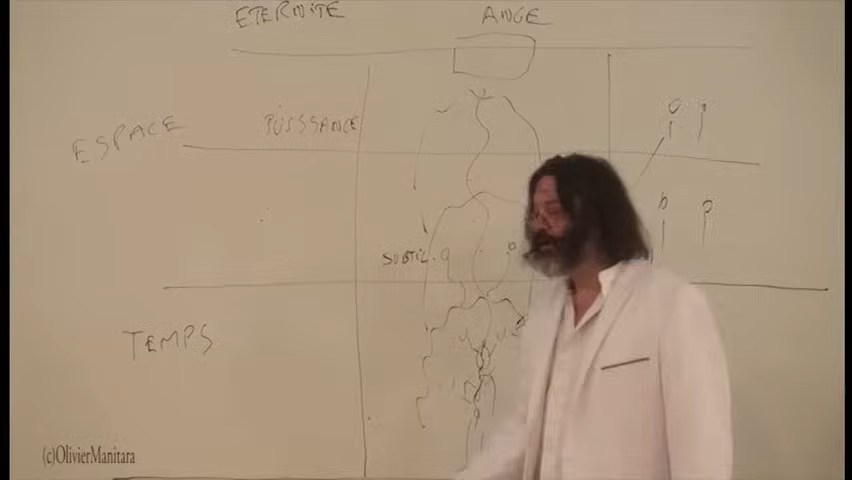 ETERNITE ANGE
ESPACE PUISSANCE
SUBTIL.
TEMPS
(c)OlivierManitara